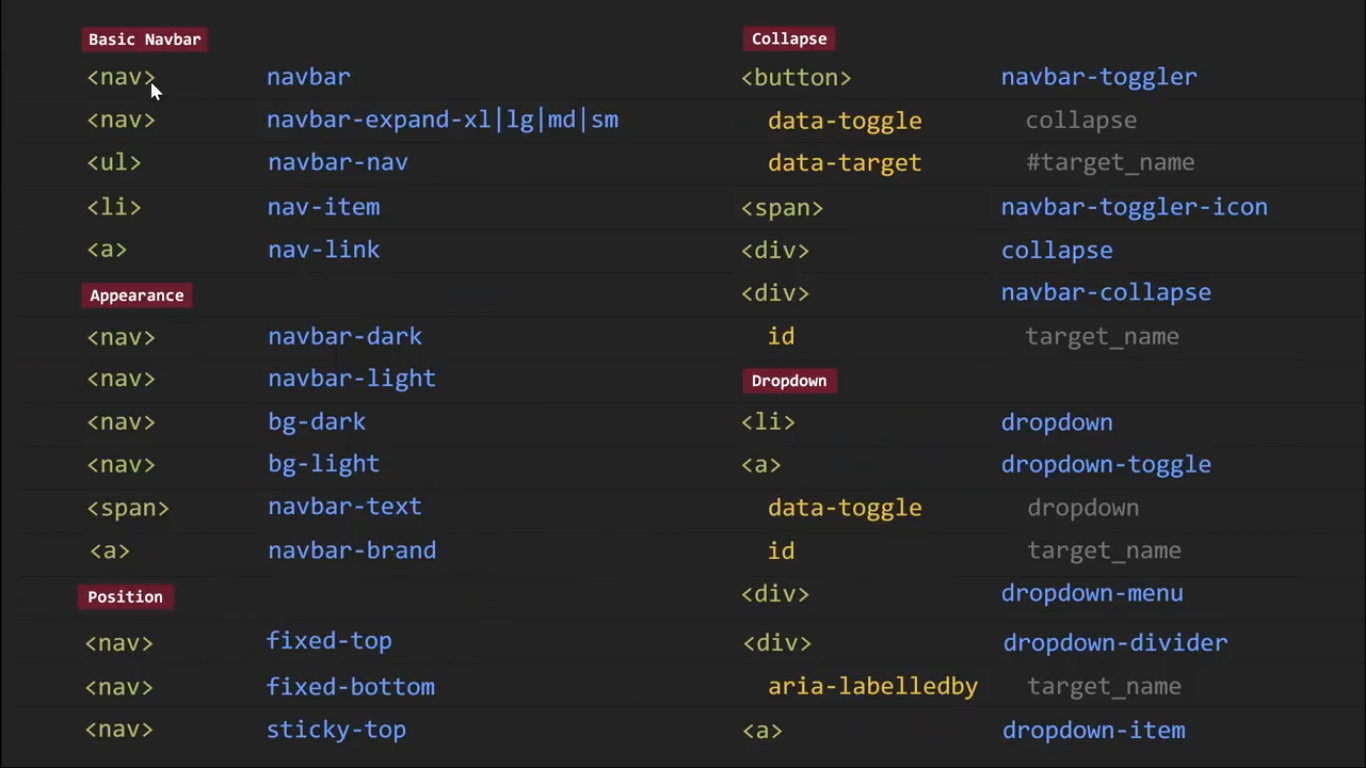 Basic Navbar
<nav> navbar
<nav> navbar-expand-xl|lg|md|sm
<ul> navbar-nav
<li> nav-item
<a> nav-link
Appearance
<nav> navbar-dark
<nav> navbar-light
<nav> bg-dark
<nav> bg-light
<span> navbar-text
<a> navbar-brand
Position
<nav> fixed-top
<nav> fixed-bottom
<nav> sticky-top
Collapse
<button> navbar-toggler
data-toggle collapse
data-target #target_name
<span> navbar-toggler-icon
<div> collapse
<div> navbar-collapse
id target_name
Dropdown
<li> dropdown
<a> dropdown-toggle
data-toggle dropdown
id target_name
<div> dropdown-menu
<div> dropdown-divider
aria-labelledby target_name
<a> dropdown-item